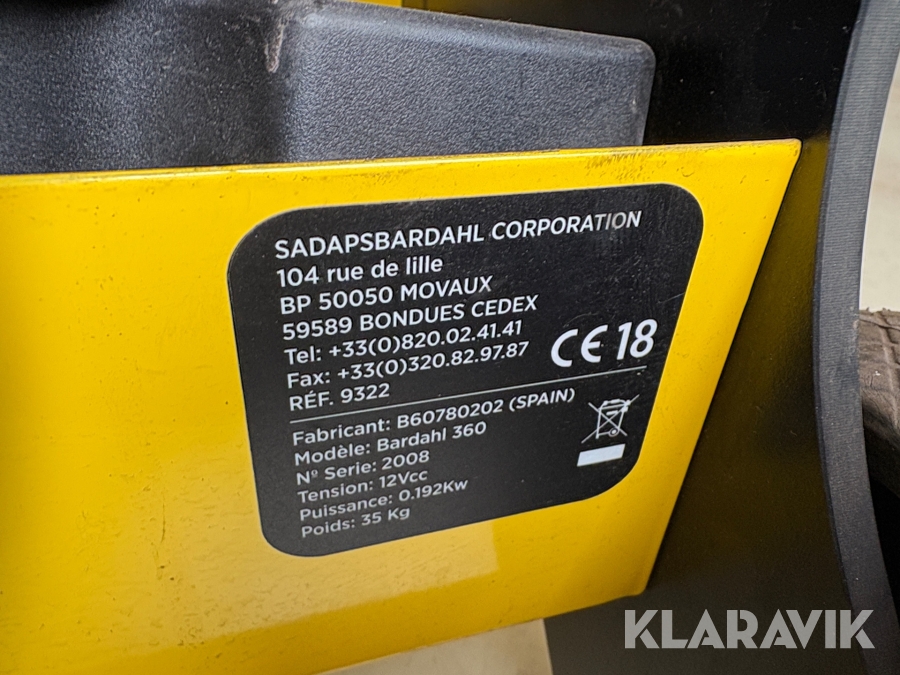 SADAPSBARDAHL CORPORATION
104 rue de lille
BP 50050 MOVAUX
59589 BONDUES CEDEX
Tel: +33(0)820.02.41.41
Fax: +33(0)320.82.97.87
RÉF. 9322
CE 18
Fabricant: B60780202 (SPAIN)
Modèle: Bardahl 360
Nº Serie: 2008
Tension: 12Vcc
Puissance: 0.192Kw
Poids: 35 Kg
KLARAVIK